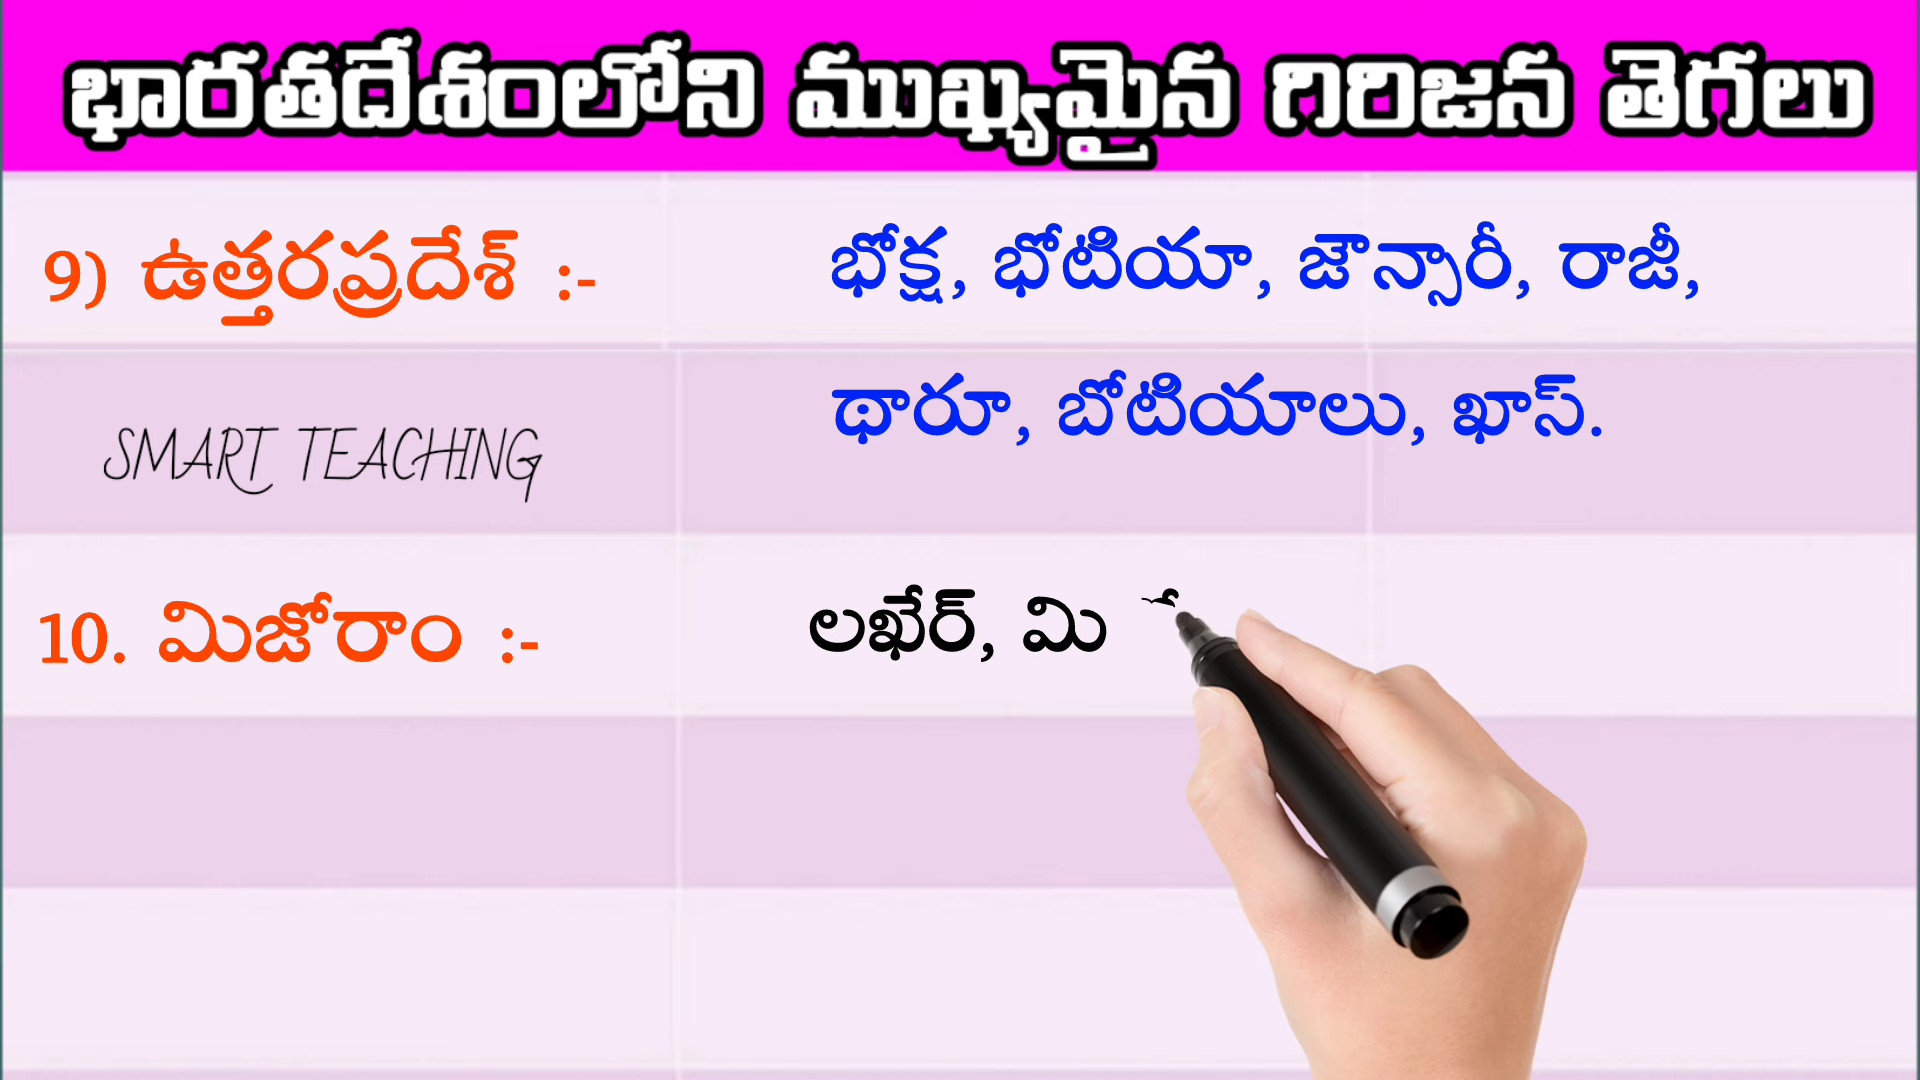 భారతదేశంలోని ముఖ్యమైన గిరిజన తెగలు
9) ఉత్తరప్రదేశ్ :- భోక్ష, భోటియా, జౌన్సారీ, రాజీ,
థారూ, బోటియాలు, ఖాస్.
SMART TEACHING
10. మిజోరాం :- లఖేర్, మి